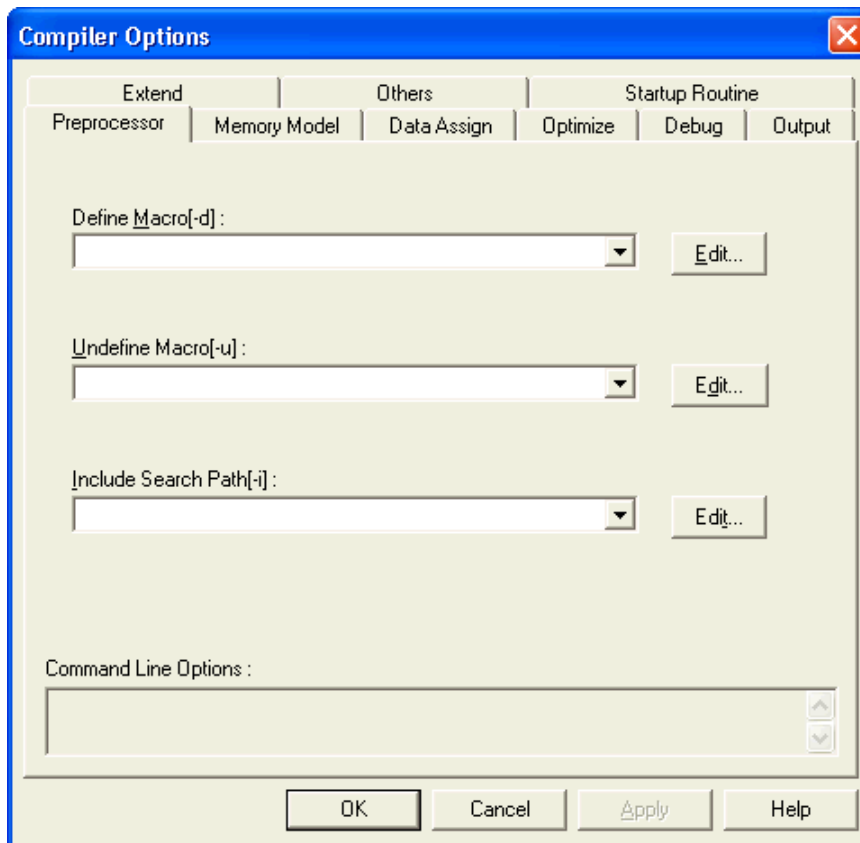 Compiler Options
Extend Others Startup Routine
Preprocessor Memory Model Data Assign Optimize Debug Output
Define Macro[-d] :
Edit...
Undefine Macro[-u] :
Edit...
Include Search Path[-i] :
Edit...
Command Line Options :
OK Cancel Apply Help